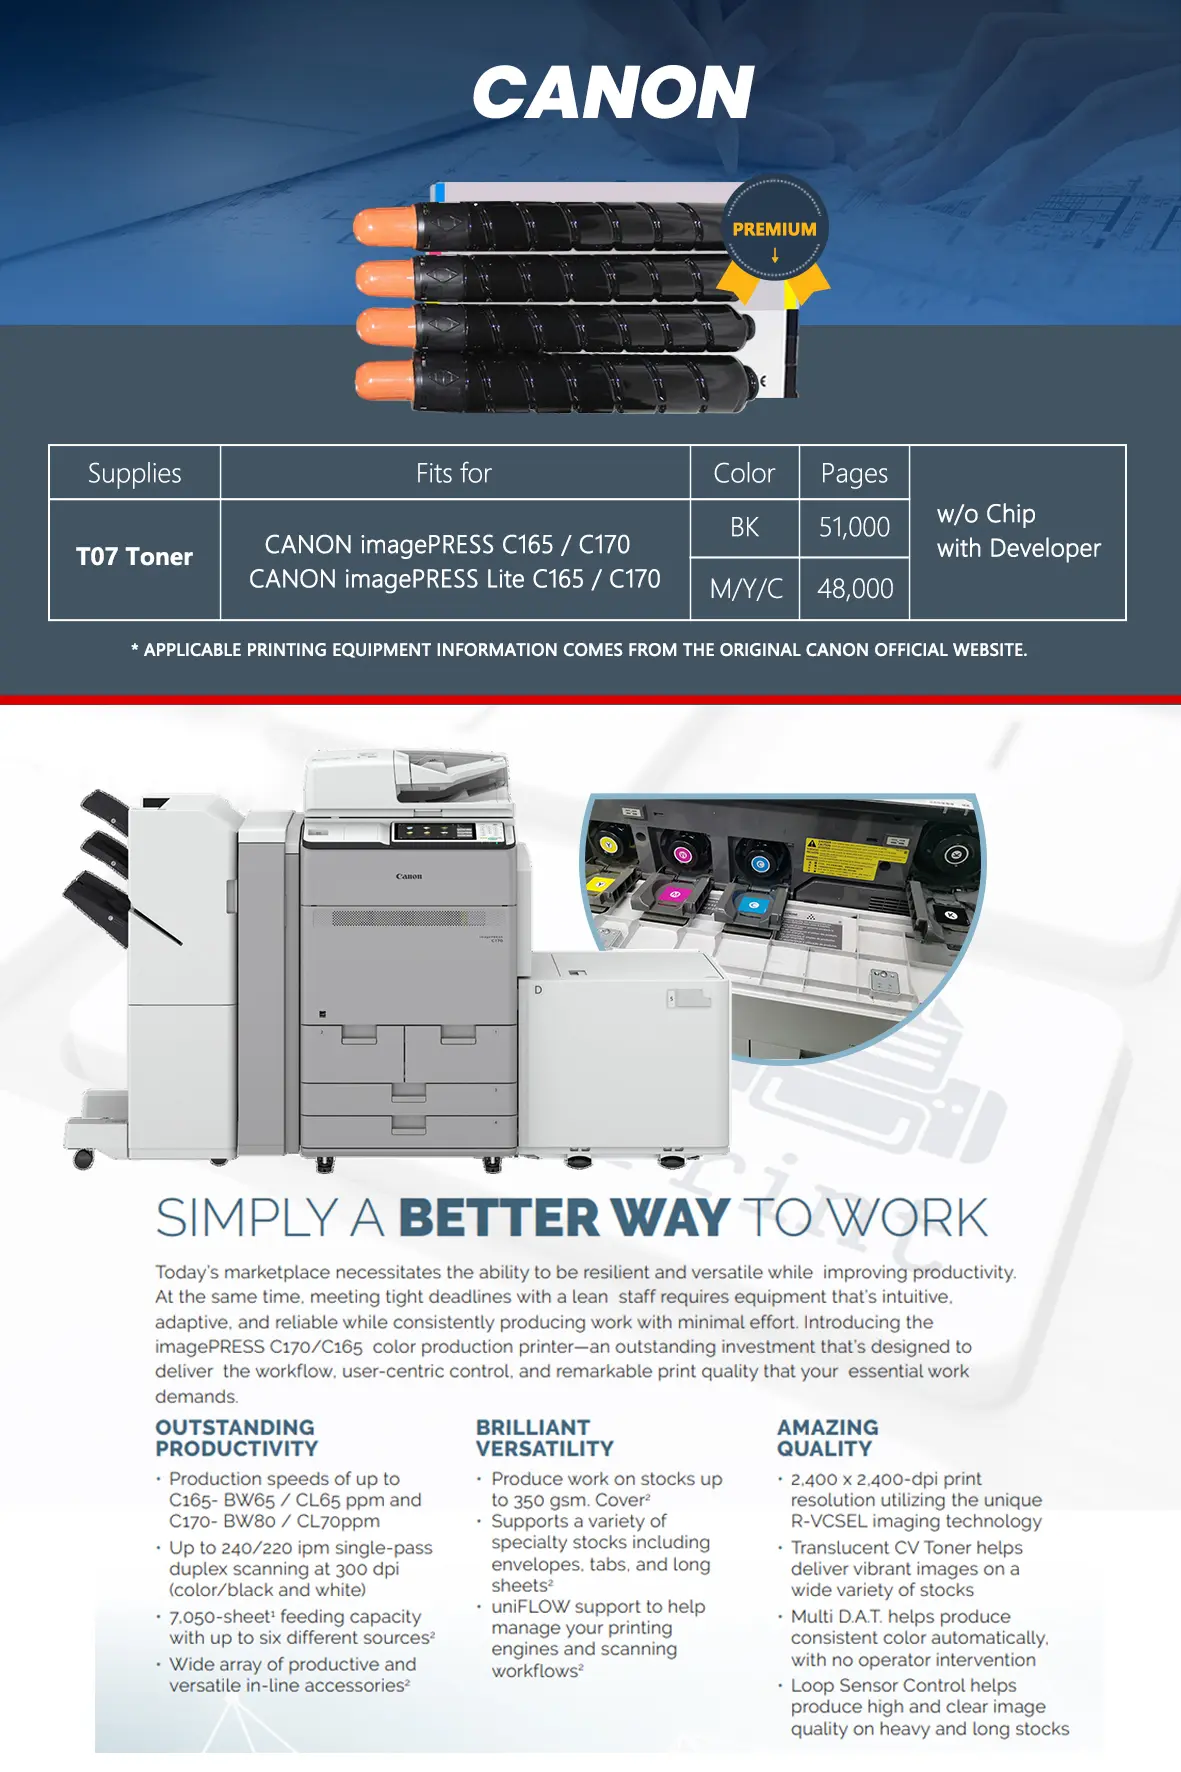 CANON
PREMIUM
Supplies
Fits for
Color
Pages
w/o Chip
with Developer
T07 Toner
CANON imagePRESS C165 / C170
CANON imagePRESS Lite C165 / C170
BK
51,000
M/Y/C
48,000
* APPLICABLE PRINTING EQUIPMENT INFORMATION COMES FROM THE ORIGINAL CANON OFFICIAL WEBSITE.
Canon
D
Y
M
C
K
rint
SIMPLY A BETTER WAY TO WORK
Today's marketplace necessitates the ability to be resilient and versatile while improving productivity.
At the same time, meeting tight deadlines with a lean staff requires equipment that's intuitive,
adaptive, and reliable while consistently producing work with minimal effort. Introducing the
imagePRESS C170/C165 color production printer—an outstanding investment that's designed to
deliver the workflow, user-centric control, and remarkable print quality that your essential work
demands.
OUTSTANDING
PRODUCTIVITY
• Production speeds of up to
C165- BW65 / CL65 ppm and
C170- BW80 / CL70ppm
• Up to 240/220 ipm single-pass
duplex scanning at 300 dpi
(color/black and white)
• 7,050-sheet¹ feeding capacity
with up to six different sources²
• Wide array of productive and
versatile in-line accessories²
BRILLIANT
VERSATILITY
• Produce work on stocks up
to 350 gsm. Cover²
• Supports a variety of
specialty stocks including
envelopes, tabs, and long
sheets²
• uniFLOW support to help
manage your printing
engines and scanning
workflows²
AMAZING
QUALITY
• 2,400 x 2,400-dpi print
resolution utilizing the unique
R-VCSEL imaging technology
• Translucent CV Toner helps
deliver vibrant images on a
wide variety of stocks
• Multi D.A.T. helps produce
consistent color automatically,
with no operator intervention
• Loop Sensor Control helps
produce high and clear image
quality on heavy and long stocks